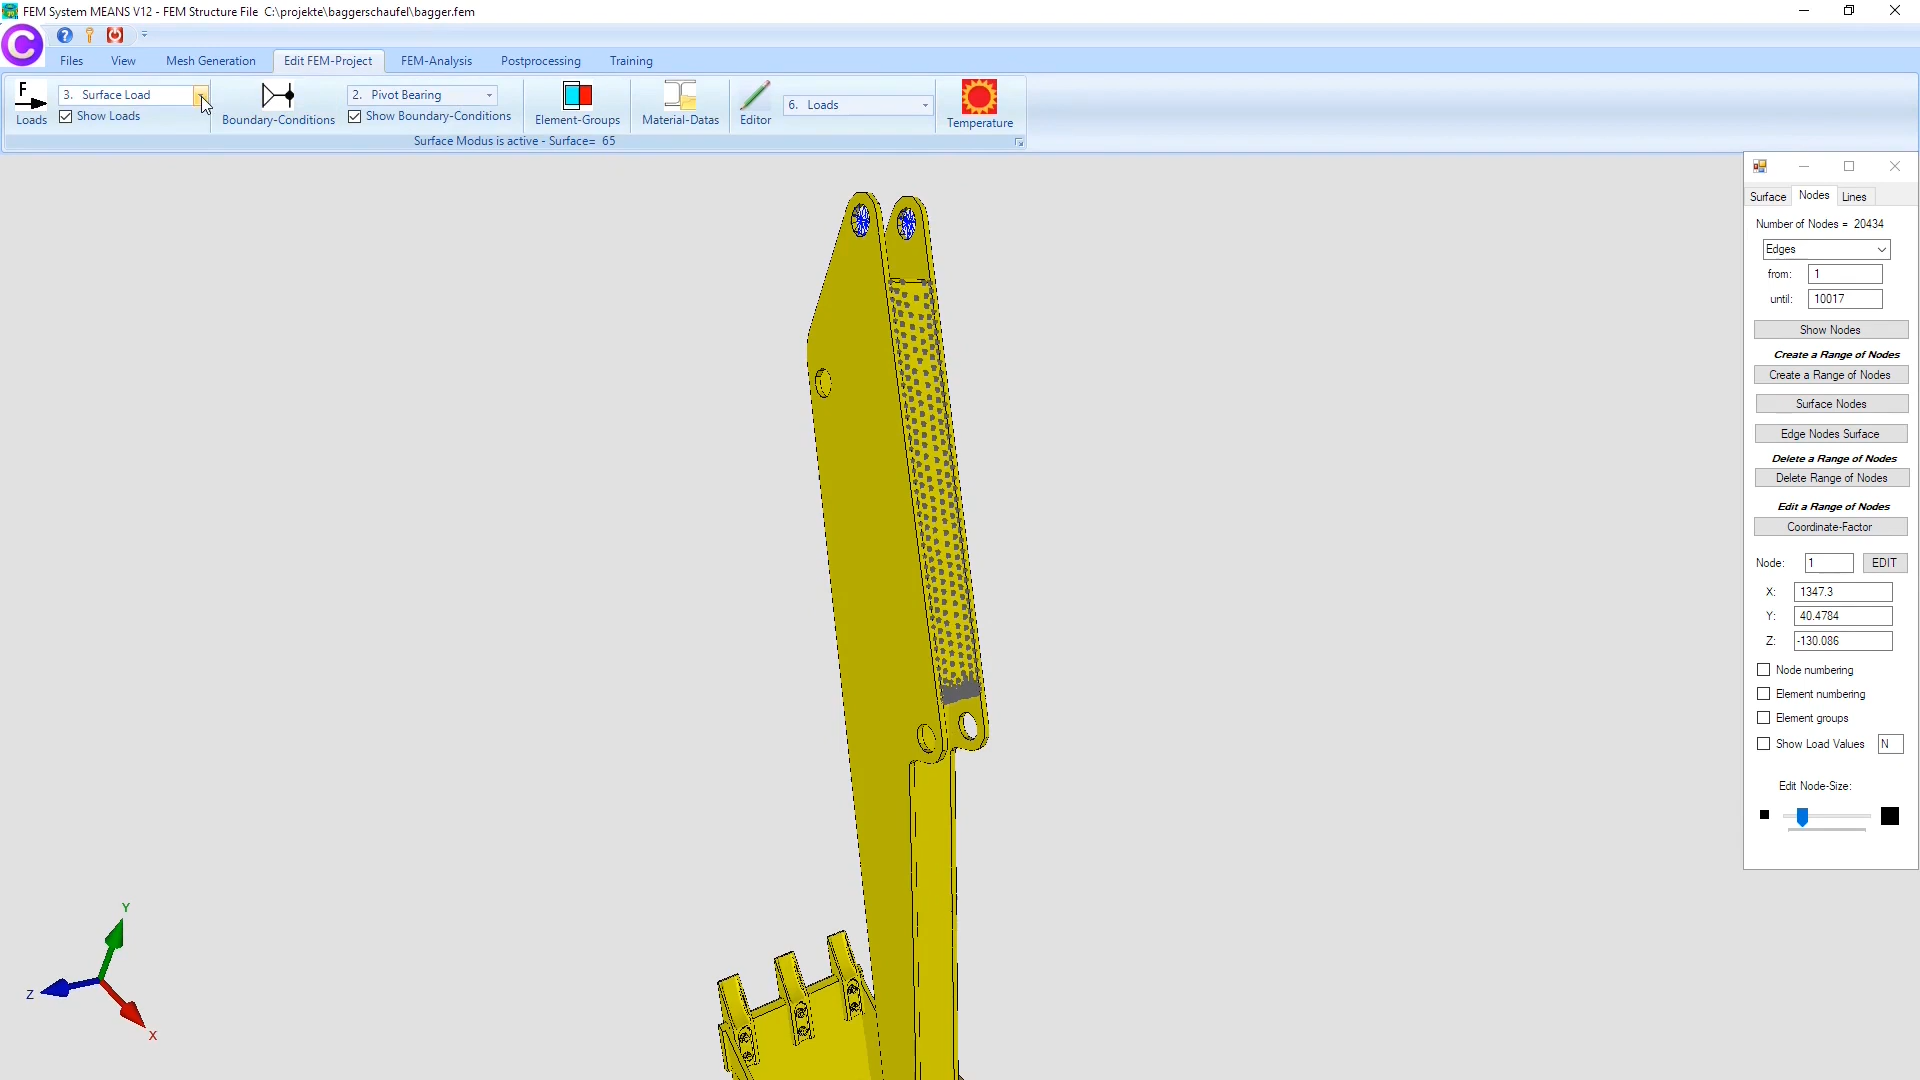 FEM System MEANS V12 - FEM Structure File  C:\projekte\baggerschaufel\bagger.fem
Files View Mesh Generation Edit FEM-Project FEM-Analysis Postprocessing Training
F
Loads
3. Surface Load
Show Loads
Boundary-Conditions
2. Pivot Bearing
Show Boundary-Conditions
Element-Groups
Material-Datas
Editor
6. Loads
Temperature
Surface Modus is active - Surface= 65
Surface Nodes Lines
Number of Nodes = 20434
Edges
from: 1
until: 10017
Show Nodes
Create a Range of Nodes
Create a Range of Nodes
Surface Nodes
Edge Nodes Surface
Delete a Range of Nodes
Delete Range of Nodes
Edit a Range of Nodes
Coordinate-Factor
Node: 1 EDIT
X: 1347.3
Y: 40.4784
Z: -130.086
Node numbering
Element numbering
Element groups
Show Load Values N
Edit Node-Size:
Y
Z
X